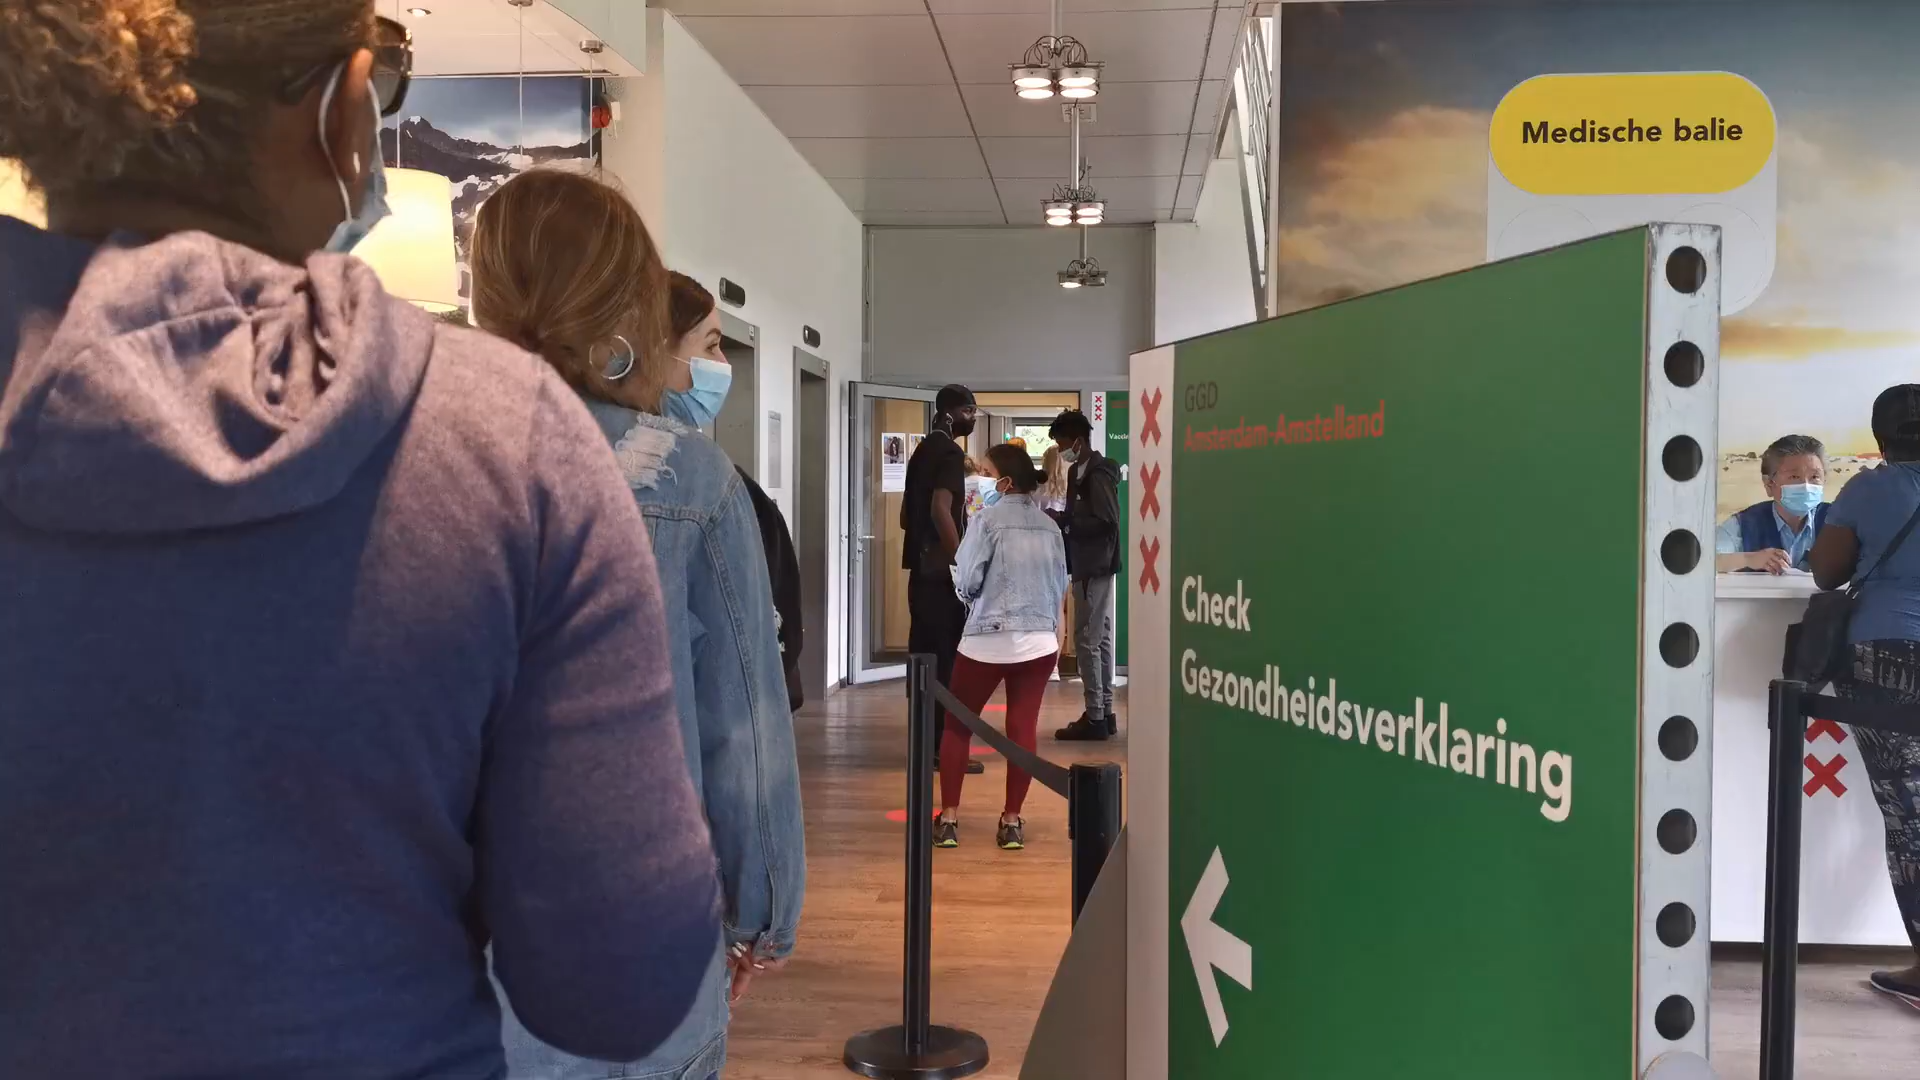 Medische balie
GGD
Amsterdam-Amstelland
Check
Gezondheidsverklaring